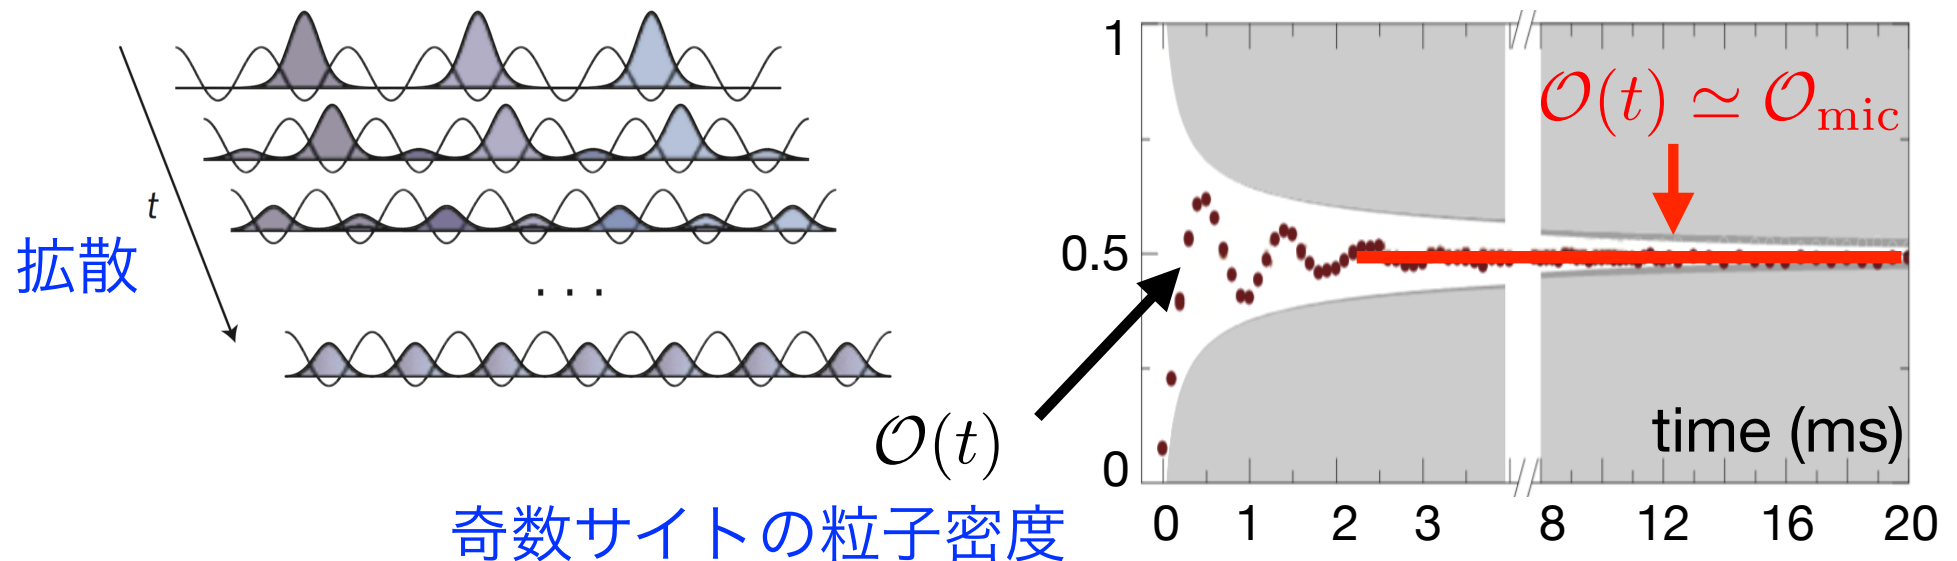 t
拡散
. . .
O(t)
奇数サイトの粒子密度
1
0.5
0
O(t) ≃ O_mic
time (ms)
0 1 2 3 8 12 16 20